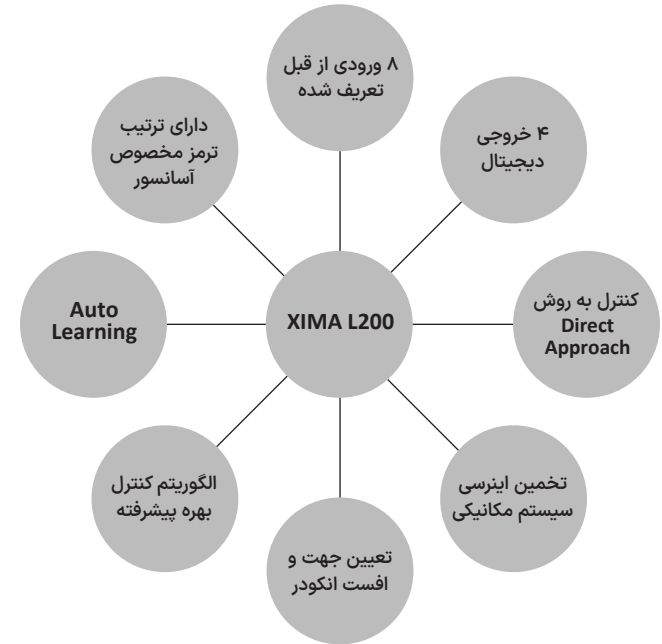 ۸ ورودی از قبل
تعریف شده
۴ خروجی
دیجیتال
کنترل به روش
Direct
Approach
تخمین اینرسی
سیستم مکانیکی
تعیین جهت و
افست انکودر
الگوریتم کنترل
بهره پیشرفته
Auto
Learning
دارای ترتیب
ترمز مخصوص
آسانسور
XIMA L200